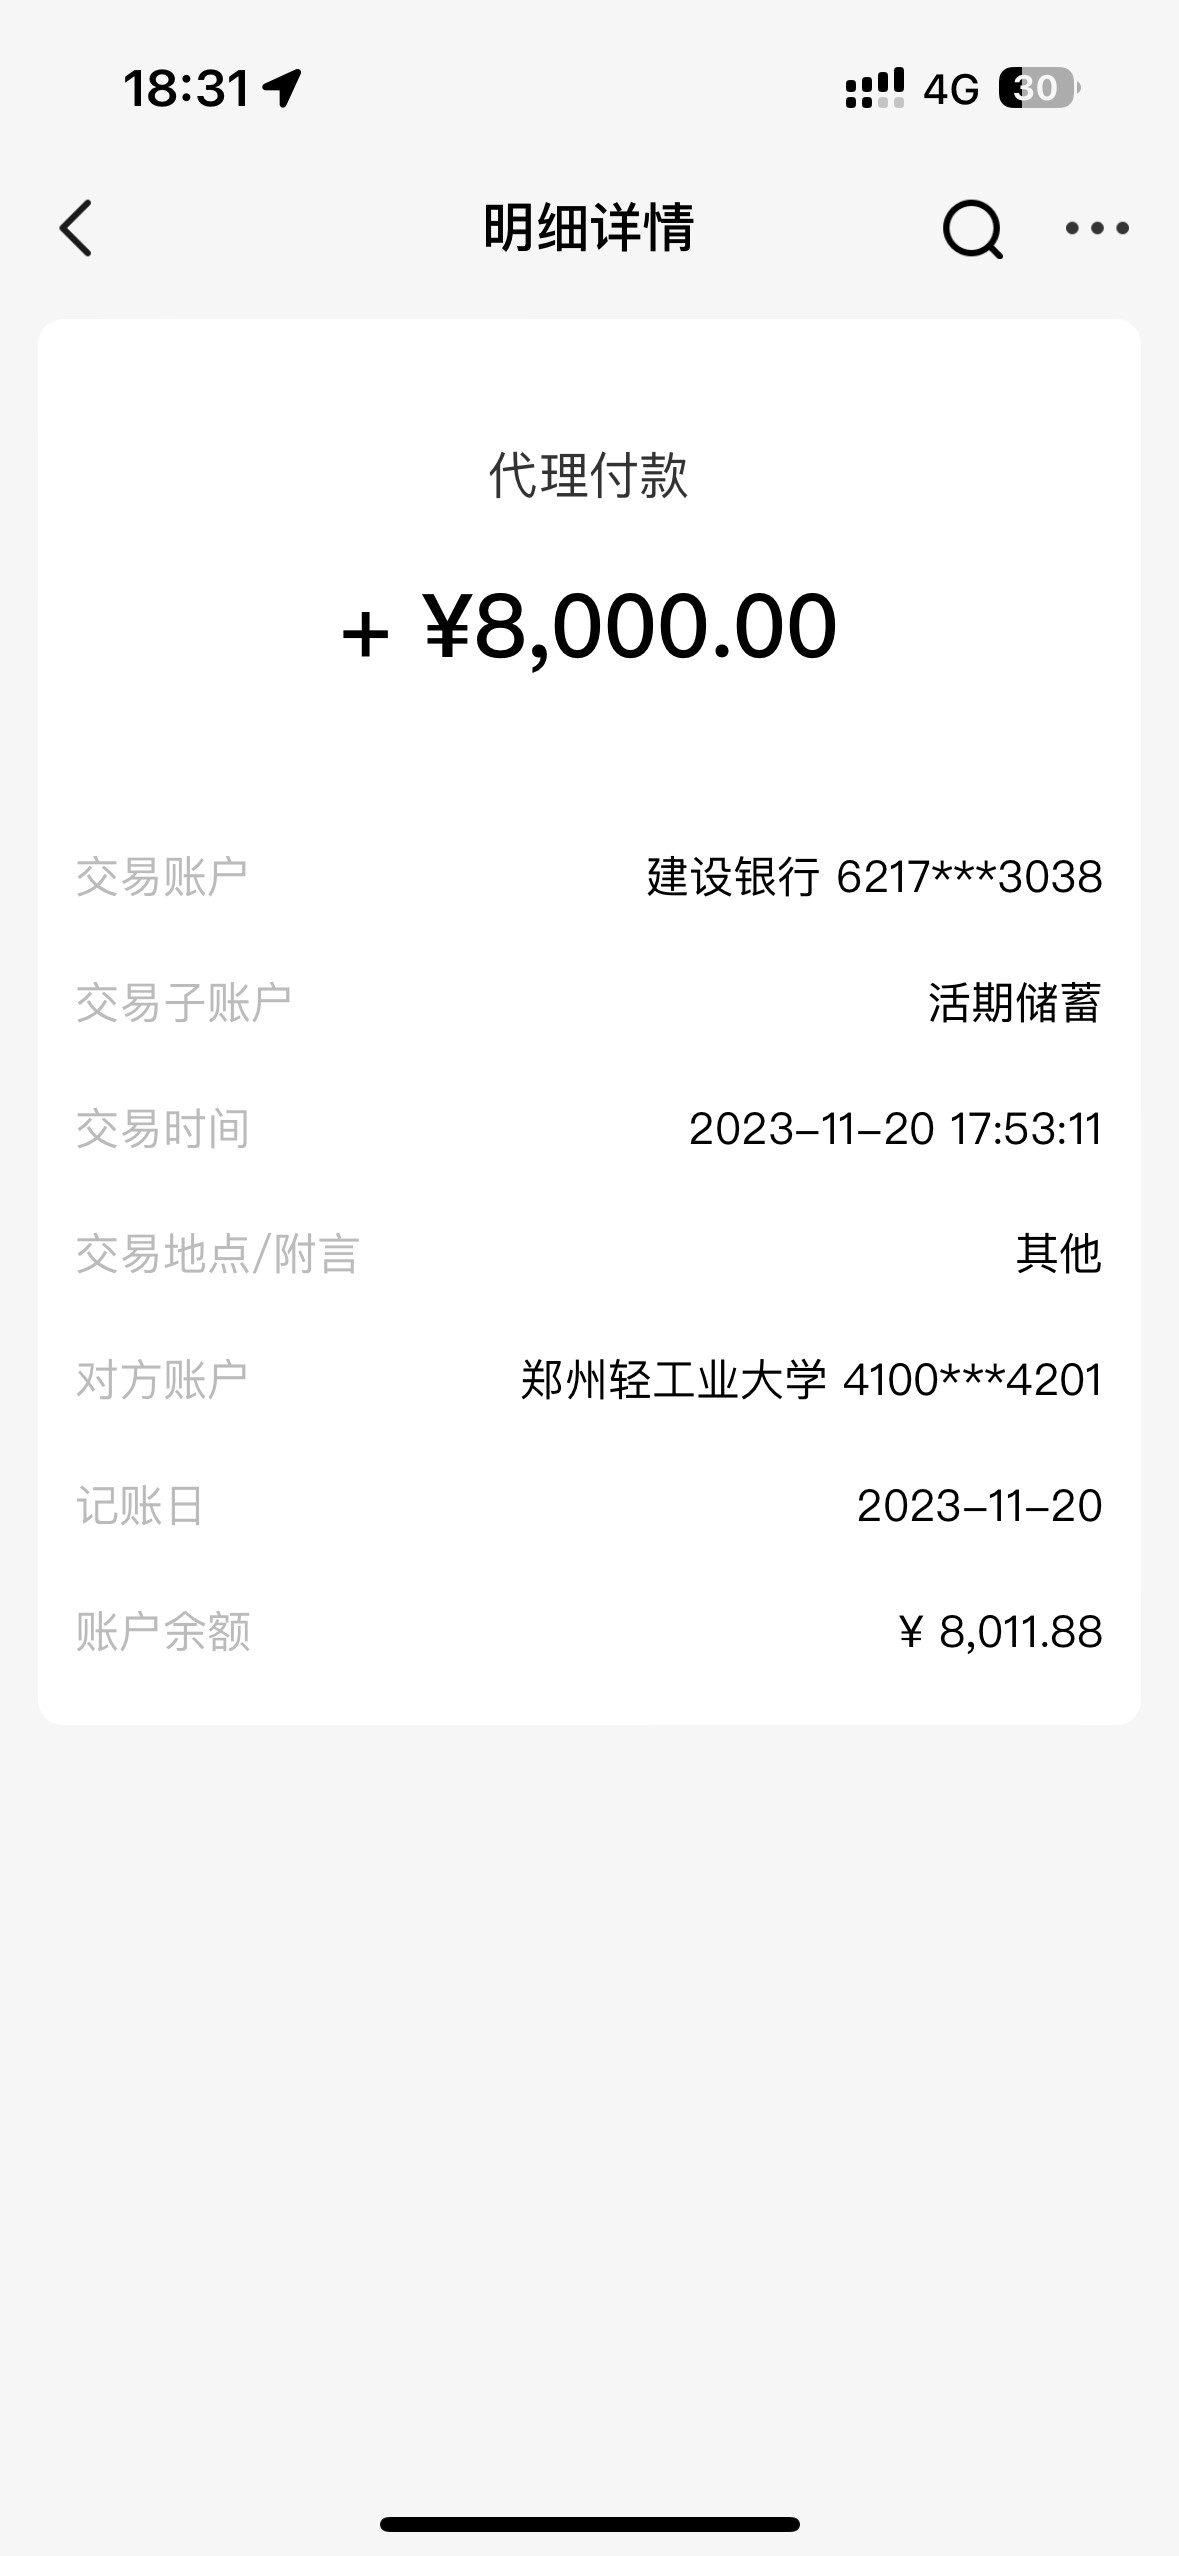 18:31 4G 30
明细详情
代理付款
+ ¥8,000.00
交易账户 建设银行 6217***3038
交易子账户 活期储蓄
交易时间 2023-11-20 17:53:11
交易地点/附言 其他
对方账户 郑州轻工业大学 4100***4201
记账日 2023-11-20
账户余额 ¥ 8,011.88